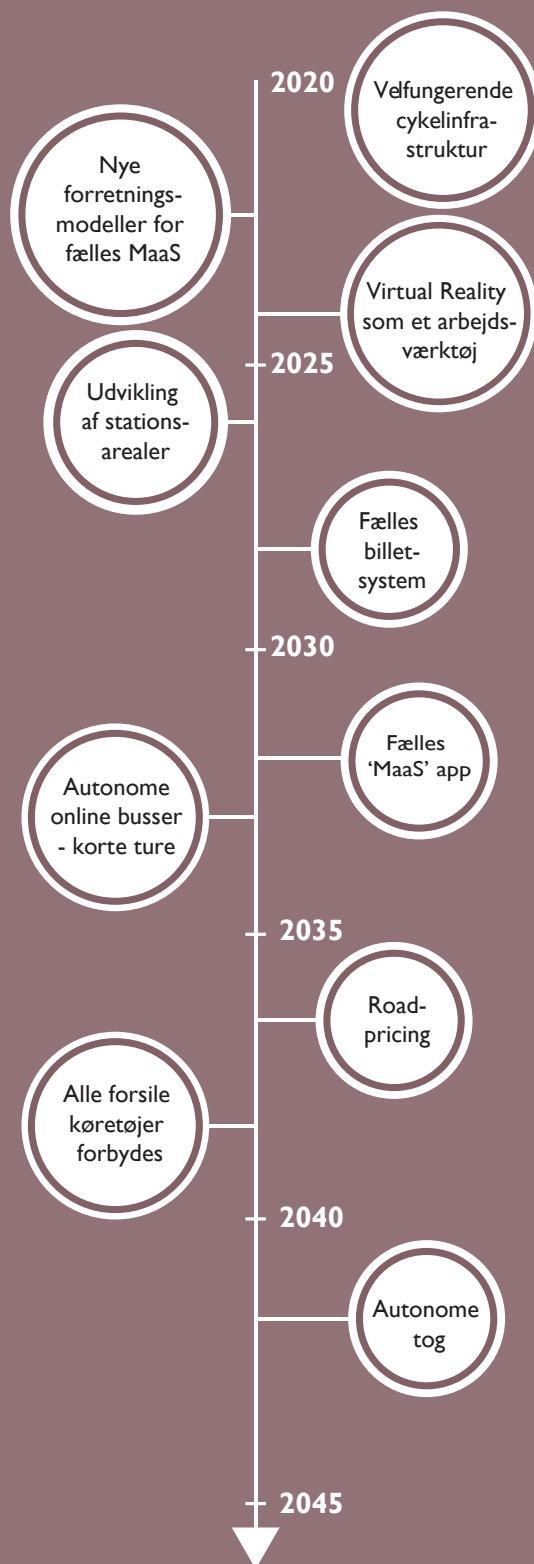 2020
Velfungerende
cykelinfra-
struktur
Nye
forretnings-
modeller for
fælles MaaS
Virtual Reality
som et arbejds-
værktøj
2025
Udvikling
af stations-
arealer
Fælles
billet-
system
2030
Fælles
‘MaaS’ app
Autonome
online busser
- korte ture
2035
Road-
pricing
Alle forsile
køretøjer
forbydes
2040
Autonome
tog
2045